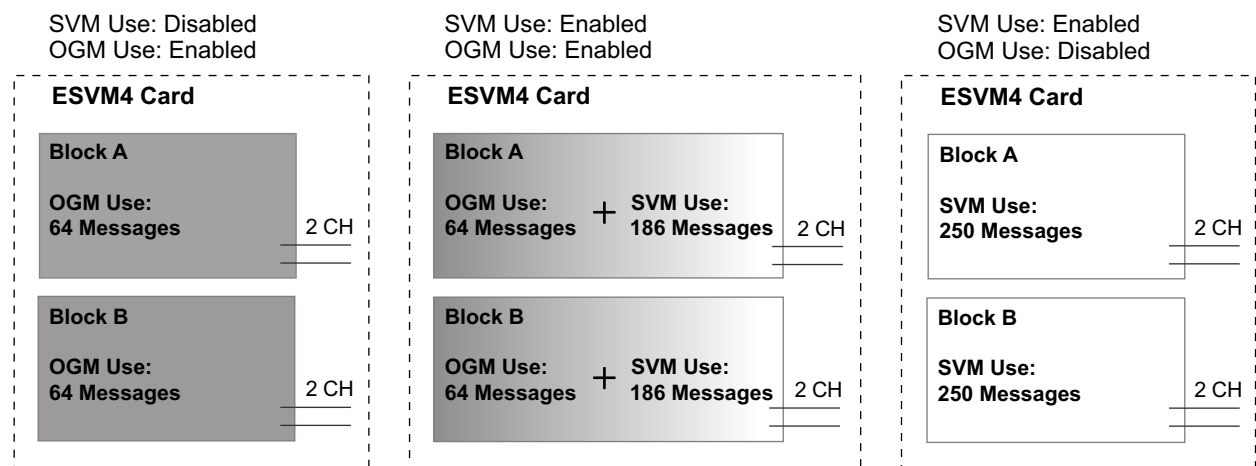 SVM Use: Disabled
OGM Use: Enabled
ESVM4 Card
Block A
OGM Use:
64 Messages
2 CH
Block B
OGM Use:
64 Messages
2 CH
SVM Use: Enabled
OGM Use: Enabled
ESVM4 Card
Block A
OGM Use:
64 Messages
+
SVM Use:
186 Messages
2 CH
Block B
OGM Use:
64 Messages
+
SVM Use:
186 Messages
2 CH
SVM Use: Enabled
OGM Use: Disabled
ESVM4 Card
Block A
SVM Use:
250 Messages
2 CH
Block B
SVM Use:
250 Messages
2 CH